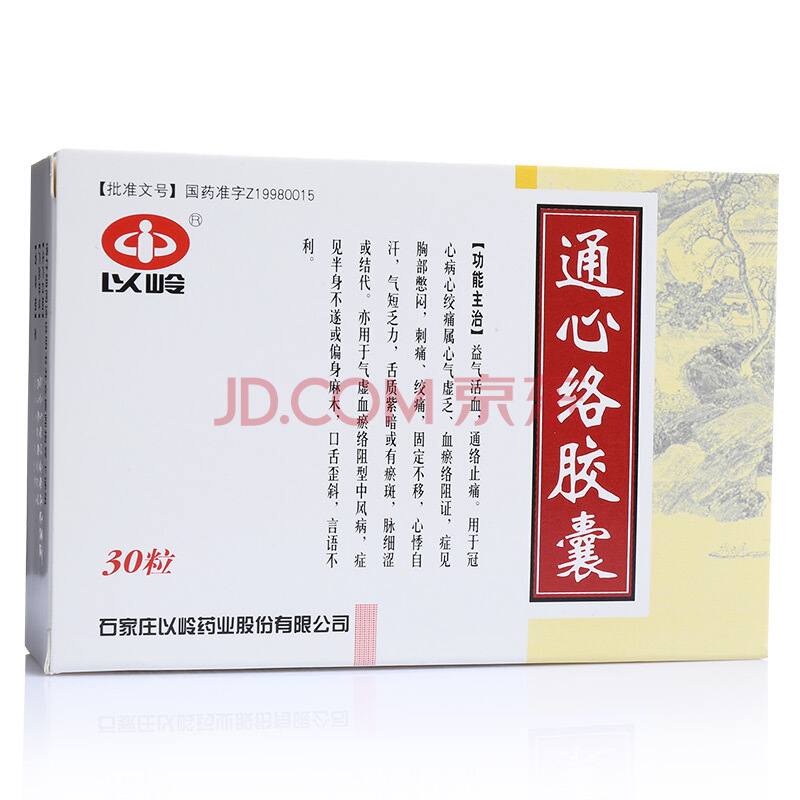 【批准文号】国药准字Z19980015
®
以岭
通心络胶囊
【功能主治】益气活血，通络止痛。用于冠
心病心绞痛属心气虚乏、血瘀络阻证，症见
胸部憋闷，刺痛、绞痛，固定不移，心悸自
汗，气短乏力，舌质紫暗或有瘀斑，脉细涩
或结代。亦用于气虚血瘀络阻型中风病，症
见半身不遂或偏身麻木，口舌歪斜，言语不
利。
JD.COM 京东
30粒
石家庄以岭药业股份有限公司